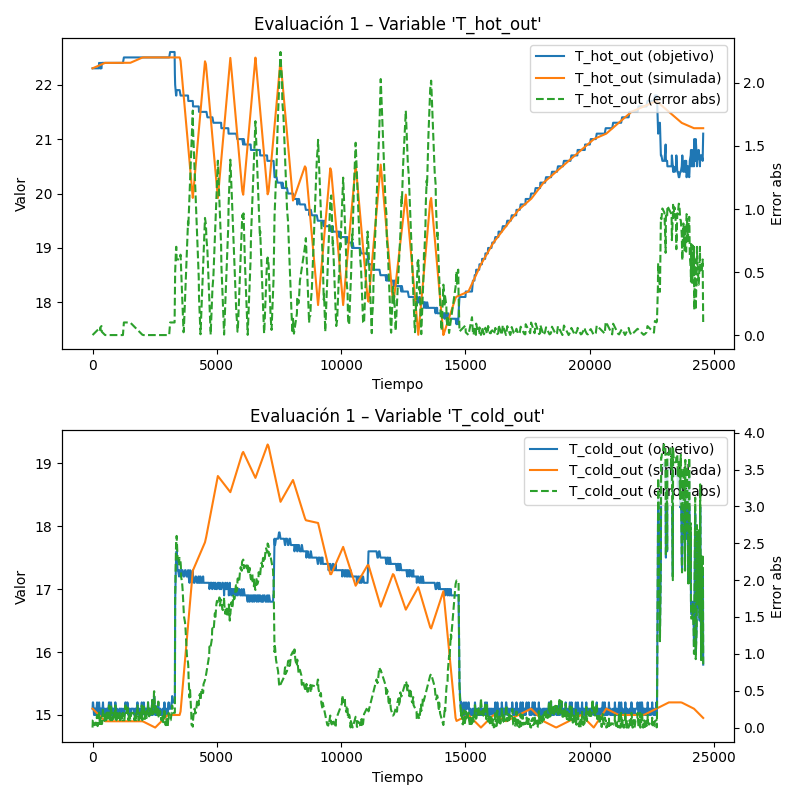 Evaluación 1 – Variable 'T_hot_out'
T_hot_out (objetivo)
T_hot_out (simulada)
T_hot_out (error abs)
Valor
22
21
20
19
18
2.0
1.5
1.0
0.5
0.0
Error abs
0 5000 10000 15000 20000 25000
Tiempo
Evaluación 1 – Variable 'T_cold_out'
T_cold_out (objetivo)
T_cold_out (simulada)
T_cold_out (error abs)
Valor
19
18
17
16
15
4.0
3.5
3.0
2.5
2.0
1.5
1.0
0.5
0.0
Error abs
0 5000 10000 15000 20000 25000
Tiempo